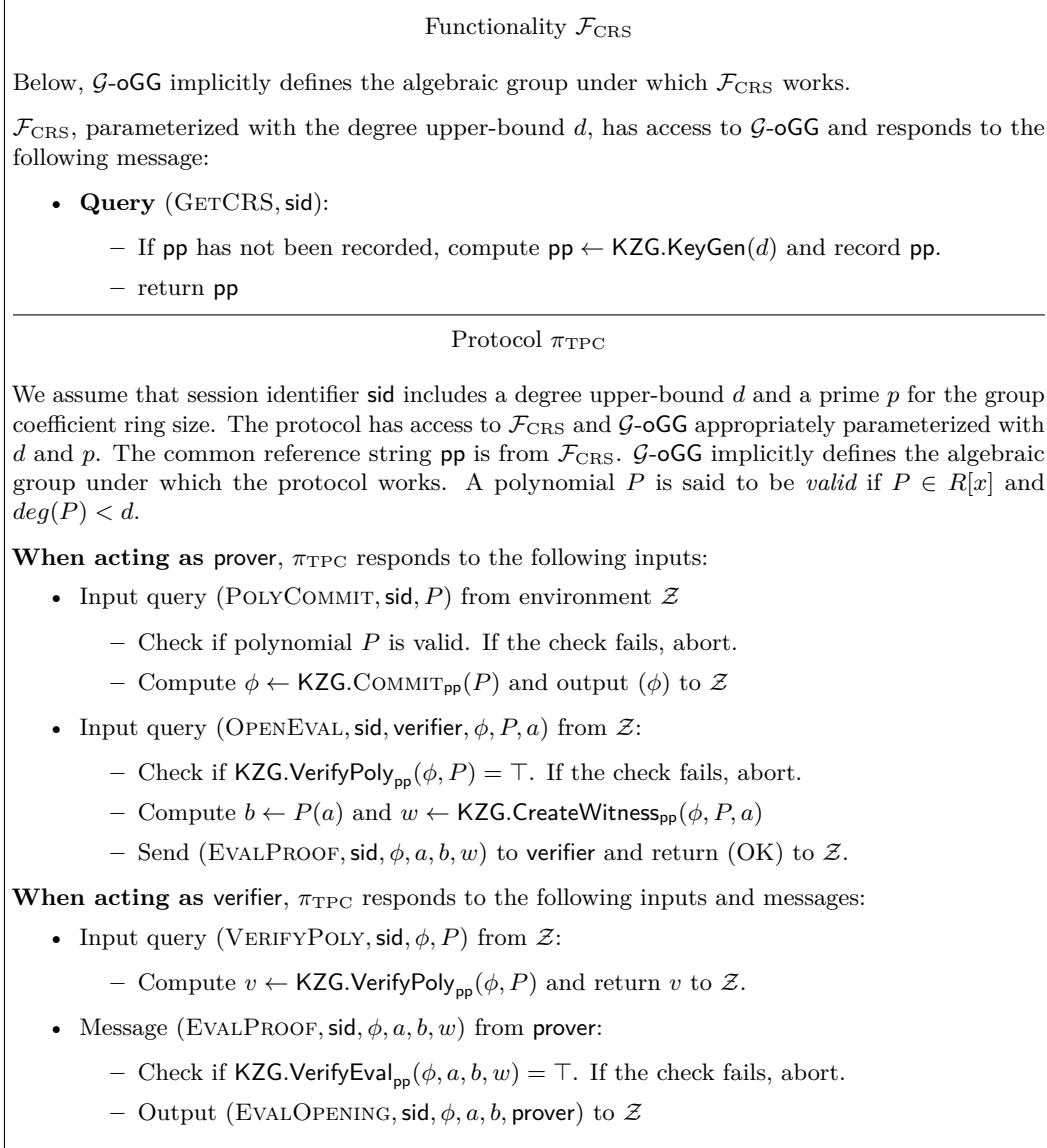 Functionality 𝓕CRS
Below, 𝒢-oGG implicitly defines the algebraic group under which 𝓕CRS works.
𝓕CRS, parameterized with the degree upper-bound d, has access to 𝒢-oGG and responds to the
following message:
• Query (GETCRS, sid):
– If pp has not been recorded, compute pp ← KZG.KeyGen(d) and record pp.
– return pp
Protocol πTPC
We assume that session identifier sid includes a degree upper-bound d and a prime p for the group
coefficient ring size. The protocol has access to 𝓕CRS and 𝒢-oGG appropriately parameterized with
d and p. The common reference string pp is from 𝓕CRS. 𝒢-oGG implicitly defines the algebraic
group under which the protocol works. A polynomial P is said to be valid if P ∈ R[x] and
deg(P) < d.
When acting as prover, πTPC responds to the following inputs:
• Input query (POLYCOMMIT, sid, P) from environment 𝒵
– Check if polynomial P is valid. If the check fails, abort.
– Compute ϕ ← KZG.COMMITpp(P) and output (ϕ) to 𝒵
• Input query (OPENEVAL, sid, verifier, ϕ, P, a) from 𝒵:
– Check if KZG.VerifyPolypp(ϕ, P) = ⊤. If the check fails, abort.
– Compute b ← P(a) and w ← KZG.CreateWitnesspp(ϕ, P, a)
– Send (EVALPROOF, sid, ϕ, a, b, w) to verifier and return (OK) to 𝒵.
When acting as verifier, πTPC responds to the following inputs and messages:
• Input query (VERIFYPOLY, sid, ϕ, P) from 𝒵:
– Compute v ← KZG.VerifyPolypp(ϕ, P) and return v to 𝒵.
• Message (EVALPROOF, sid, ϕ, a, b, w) from prover:
– Check if KZG.VerifyEvalpp(ϕ, a, b, w) = ⊤. If the check fails, abort.
– Output (EVALOPENING, sid, ϕ, a, b, prover) to 𝒵